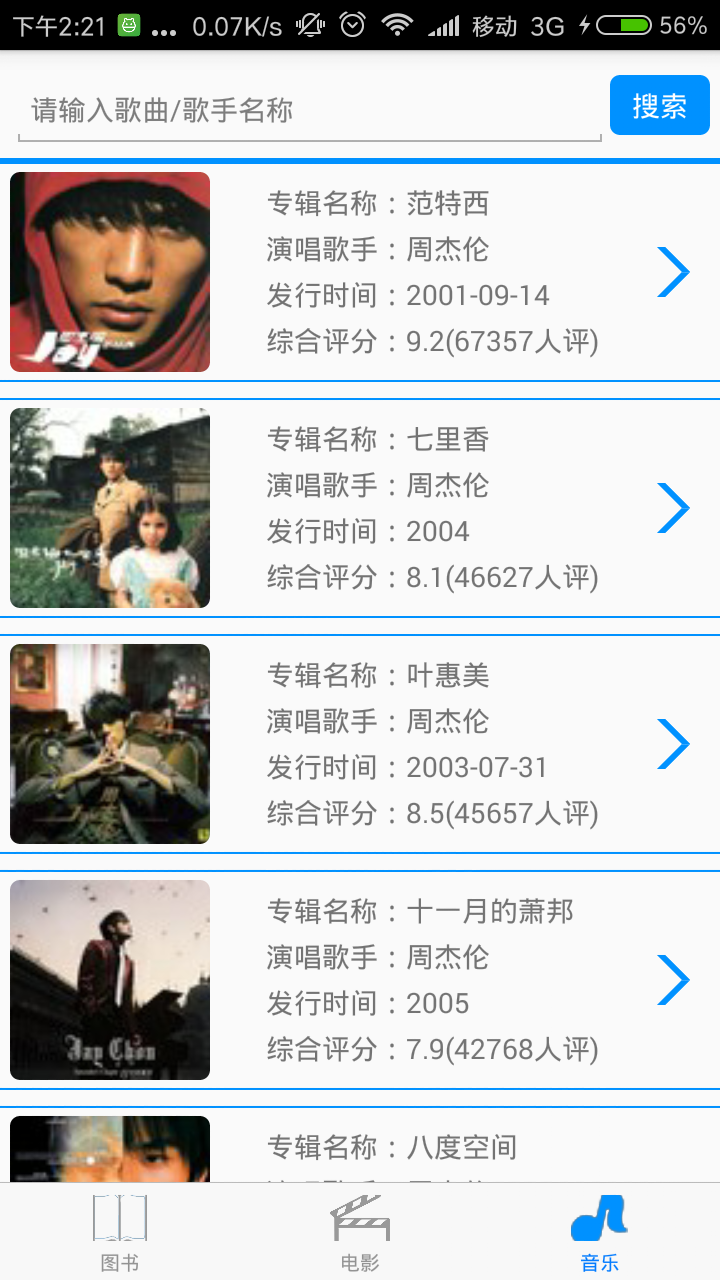 下午2:21 ... 0.07K/s 移动 3G 56%
请输入歌曲/歌手名称
搜索
专辑名称：范特西
演唱歌手：周杰伦
发行时间：2001-09-14
综合评分：9.2(67357人评)
Jay
专辑名称：七里香
演唱歌手：周杰伦
发行时间：2004
综合评分：8.1(46627人评)
专辑名称：叶惠美
演唱歌手：周杰伦
发行时间：2003-07-31
综合评分：8.5(45657人评)
专辑名称：十一月的萧邦
演唱歌手：周杰伦
发行时间：2005
综合评分：7.9(42768人评)
Jay Chou
专辑名称：八度空间
图书
电影
音乐